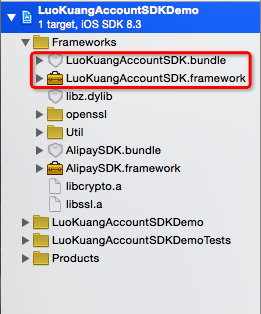 LuoKuangAccountSDKDemo
1 target, iOS SDK 8.3
Frameworks
LuoKuangAccountSDK.bundle
LuoKuangAccountSDK.framework
libz.dylib
openssl
Util
AlipaySDK.bundle
AlipaySDK.framework
libcrypto.a
libssl.a
LuoKuangAccountSDKDemo
LuoKuangAccountSDKDemoTests
Products